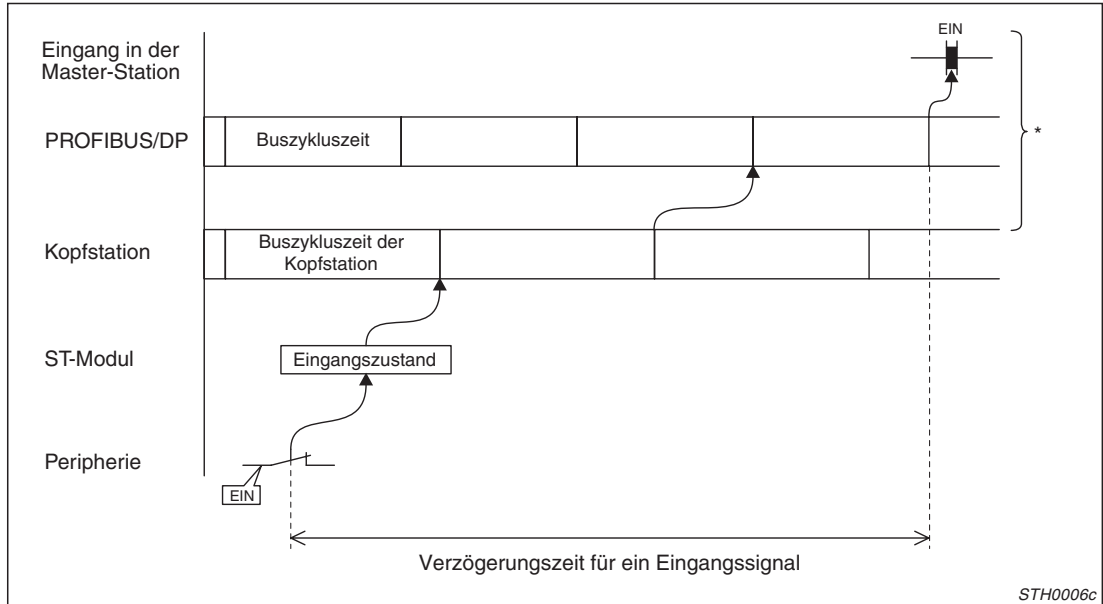 Eingang in der
Master-Station
EIN
PROFIBUS/DP
Buszykluszeit
*
Kopfstation
Buszykluszeit der
Kopfstation
ST-Modul
Eingangszustand
Peripherie
EIN
Verzögerungszeit für ein Eingangssignal
STH0006c